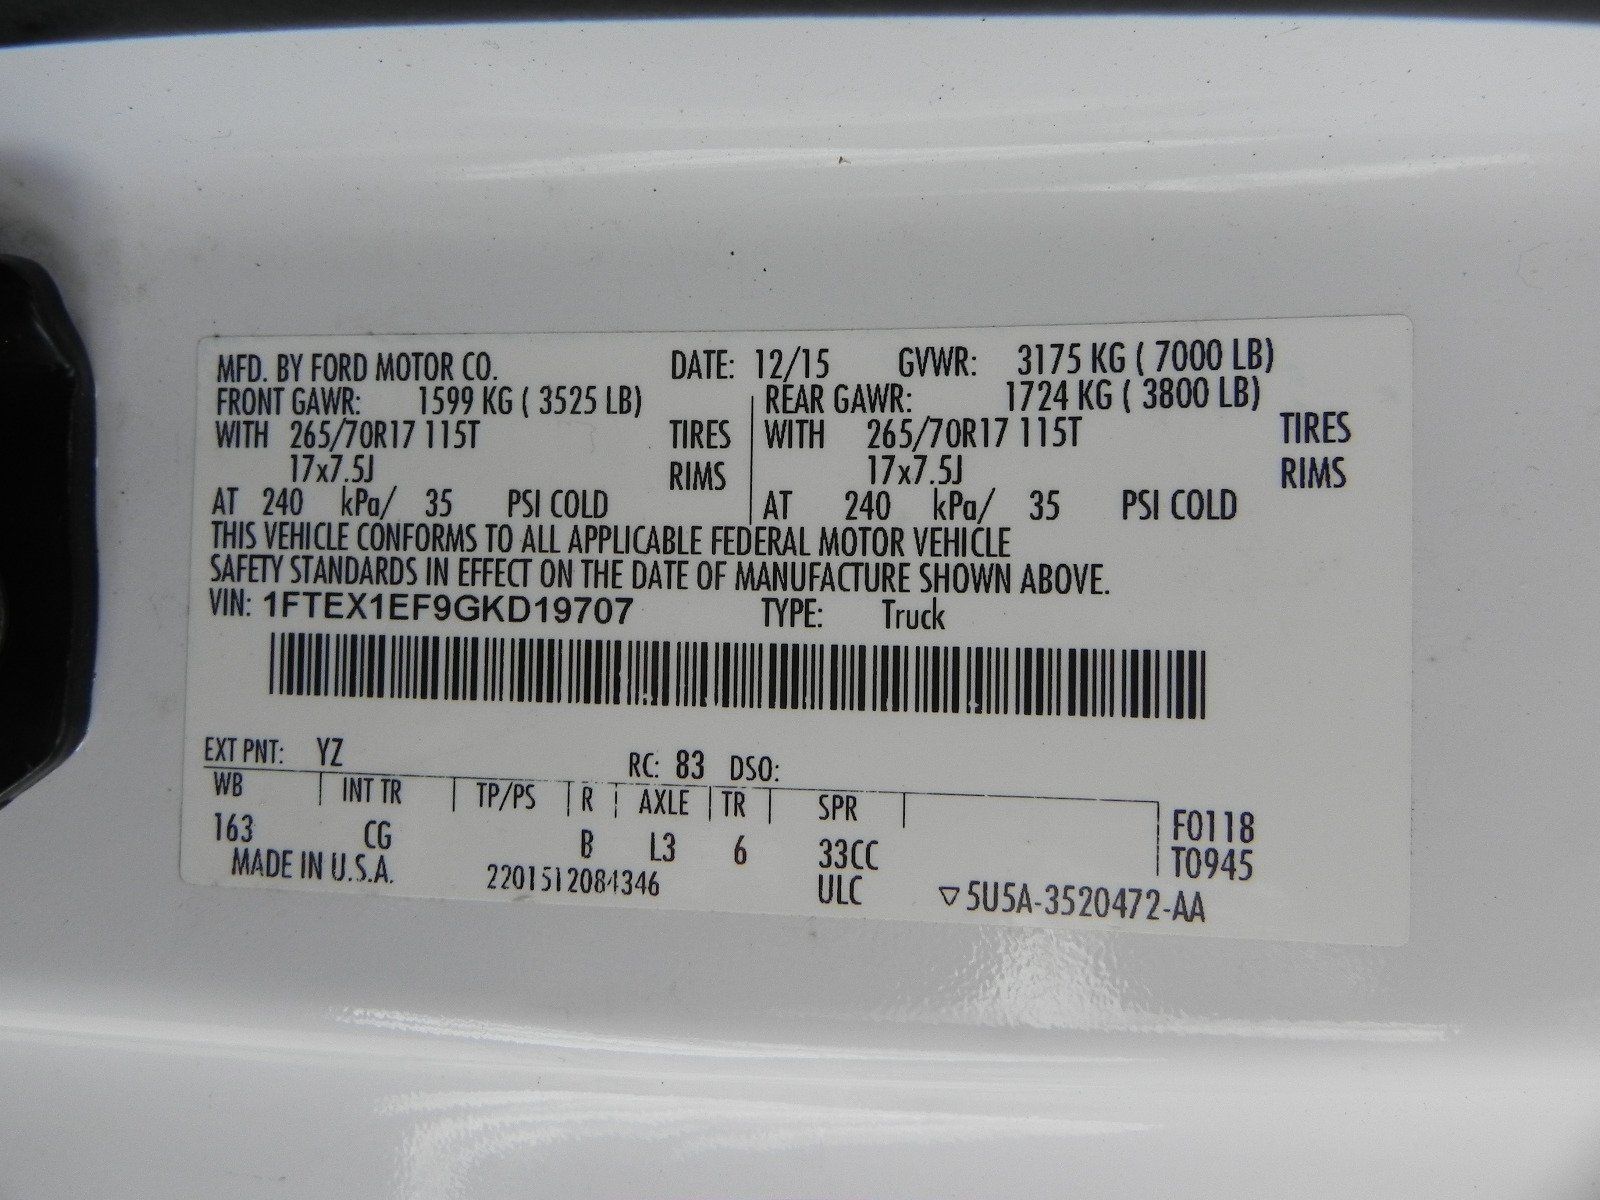 MFD. BY FORD MOTOR CO. DATE: 12/15 GVWR: 3175 KG ( 7000 LB)
FRONT GAWR: 1599 KG ( 3525 LB) REAR GAWR: 1724 KG ( 3800 LB)
WITH 265/70R17 115T TIRES WITH 265/70R17 115T TIRES
17x7.5J RIMS 17x7.5J RIMS
AT 240 kPa/ 35 PSI COLD AT 240 kPa/ 35 PSI COLD
THIS VEHICLE CONFORMS TO ALL APPLICABLE FEDERAL MOTOR VEHICLE
SAFETY STANDARDS IN EFFECT ON THE DATE OF MANUFACTURE SHOWN ABOVE.
VIN: 1FTEX1EF9GKD19707 TYPE: Truck
EXT PNT: YZ RC: 83 DSO:
WB INT TR TP/PS R AXLE TR SPR
163 CG B L3 6 33CC F0118
MADE IN U.S.A. 2201512084346 ULC T0945
▽5U5A-3520472-AA